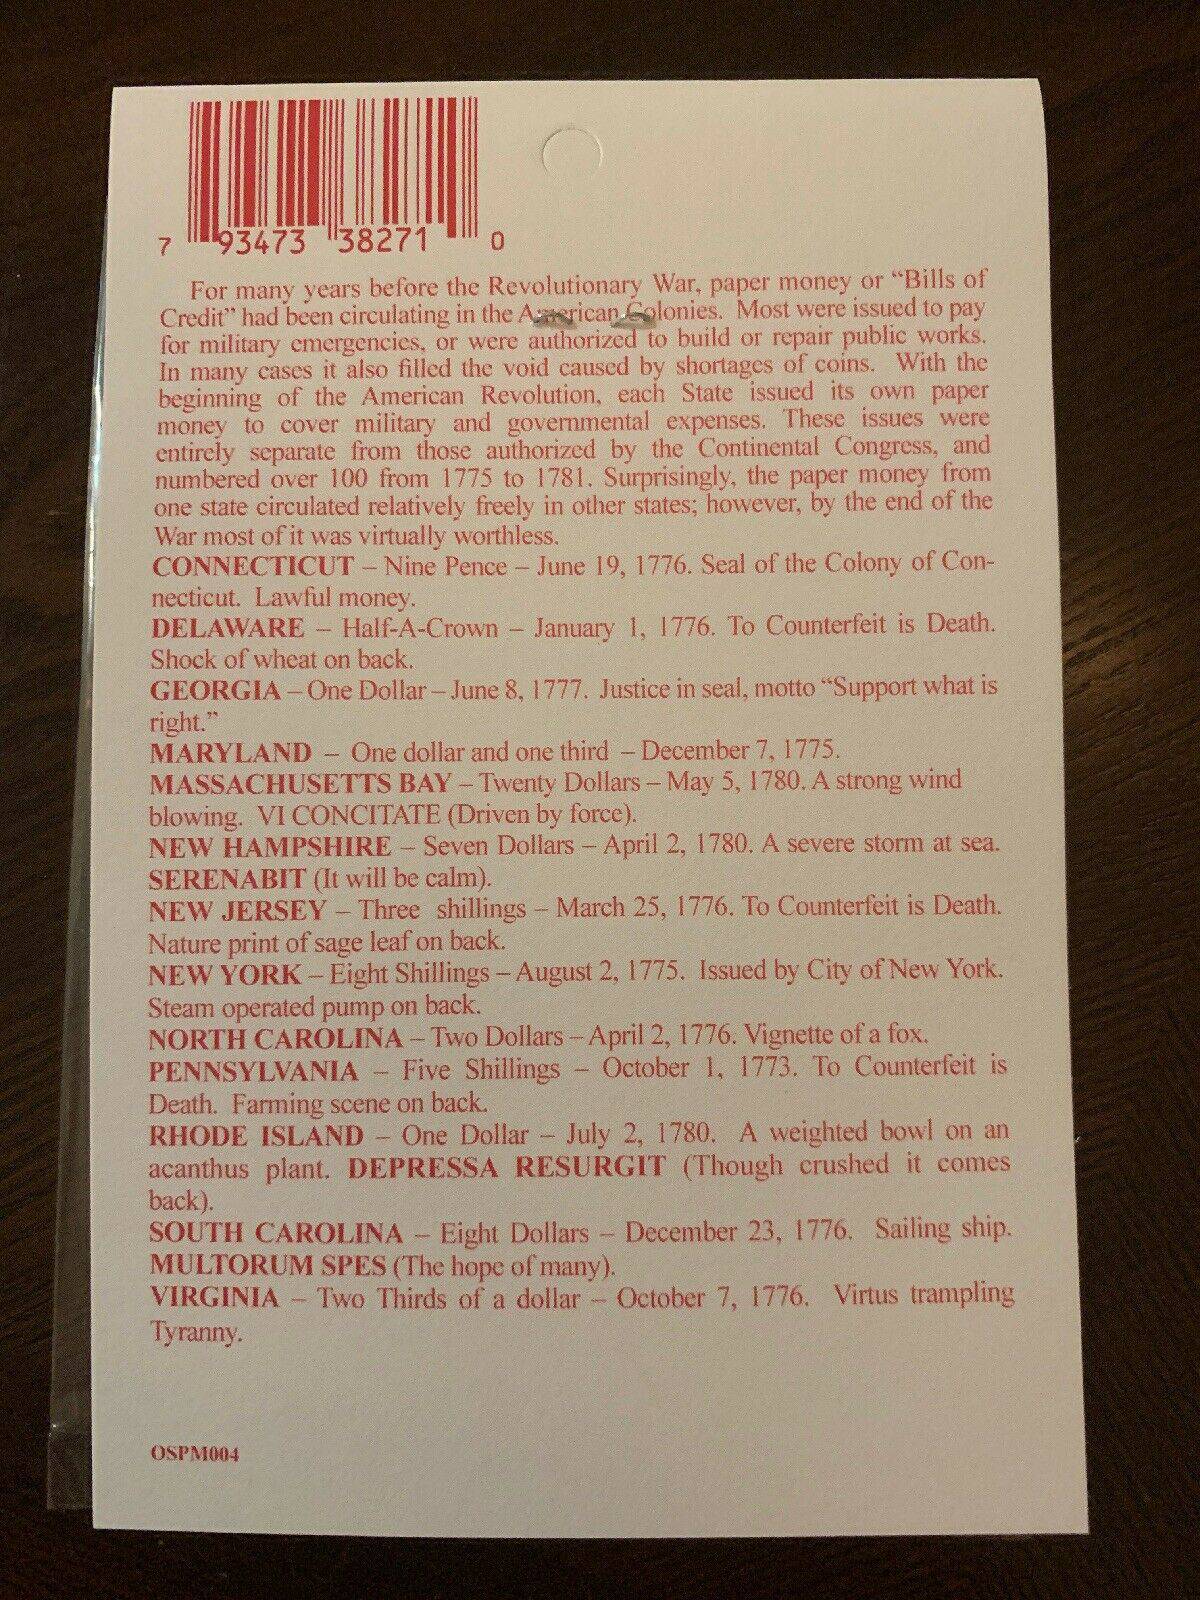 7 93473 38271 0
For many years before the Revolutionary War, paper money or “Bills of
Credit” had been circulating in the American Colonies. Most were issued to pay
for military emergencies, or were authorized to build or repair public works.
In many cases it also filled the void caused by shortages of coins. With the
beginning of the American Revolution, each State issued its own paper
money to cover military and governmental expenses. These issues were
entirely separate from those authorized by the Continental Congress, and
numbered over 100 from 1775 to 1781. Surprisingly, the paper money from
one state circulated relatively freely in other states; however, by the end of the
War most of it was virtually worthless.
CONNECTICUT – Nine Pence – June 19, 1776. Seal of the Colony of Con-
necticut. Lawful money.
DELAWARE – Half-A-Crown – January 1, 1776. To Counterfeit is Death.
Shock of wheat on back.
GEORGIA – One Dollar – June 8, 1777. Justice in seal, motto “Support what is
right.”
MARYLAND – One dollar and one third – December 7, 1775.
MASSACHUSETTS BAY – Twenty Dollars – May 5, 1780. A strong wind
blowing. VI CONCITATE (Driven by force).
NEW HAMPSHIRE – Seven Dollars – April 2, 1780. A severe storm at sea.
SERENABIT (It will be calm).
NEW JERSEY – Three shillings – March 25, 1776. To Counterfeit is Death.
Nature print of sage leaf on back.
NEW YORK – Eight Shillings – August 2, 1775. Issued by City of New York.
Steam operated pump on back.
NORTH CAROLINA – Two Dollars – April 2, 1776. Vignette of a fox.
PENNSYLVANIA – Five Shillings – October 1, 1773. To Counterfeit is
Death. Farming scene on back.
RHODE ISLAND – One Dollar – July 2, 1780. A weighted bowl on an
acanthus plant. DEPRESSA RESURGIT (Though crushed it comes
back).
SOUTH CAROLINA – Eight Dollars – December 23, 1776. Sailing ship.
MULTORUM SPES (The hope of many).
VIRGINIA – Two Thirds of a dollar – October 7, 1776. Virtus trampling
Tyranny.
OSPM004